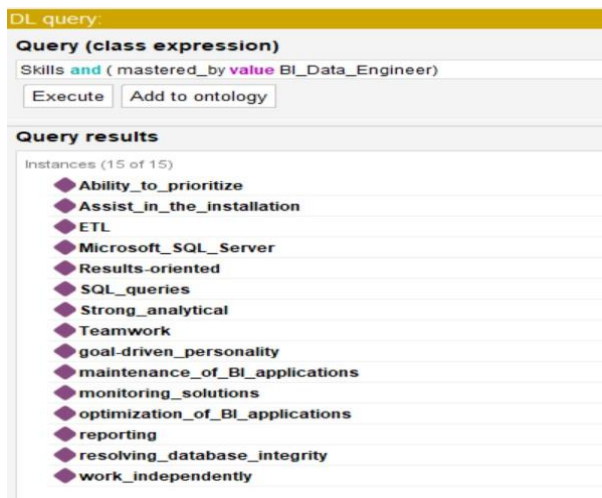 DL query:
Query (class expression)
Skills and ( mastered_by value BI_Data_Engineer)
Execute Add to ontology
Query results
Instances (15 of 15)
Ability_to_prioritize
Assist_in_the_installation
ETL
Microsoft_SQL_Server
Results-oriented
SQL_queries
Strong_analytical
Teamwork
goal-driven_personality
maintenance_of_BI_applications
monitoring_solutions
optimization_of_BI_applications
reporting
resolving_database_integrity
work_independently